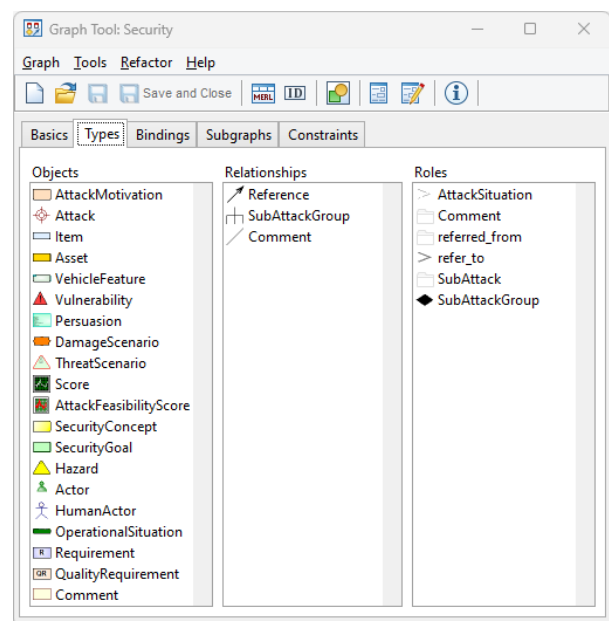 Graph Tool: Security
Graph Tools Refactor Help
Save and Close MERL ID
Basics Types Bindings Subgraphs Constraints
Objects
AttackMotivation
Attack
Item
Asset
VehicleFeature
Vulnerability
Persuasion
DamageScenario
ThreatScenario
Score
AttackFeasibilityScore
SecurityConcept
SecurityGoal
Hazard
Actor
HumanActor
OperationalSituation
R Requirement
QR QualityRequirement
Comment
Relationships
Reference
SubAttackGroup
Comment
Roles
AttackSituation
Comment
referred_from
refer_to
SubAttack
SubAttackGroup